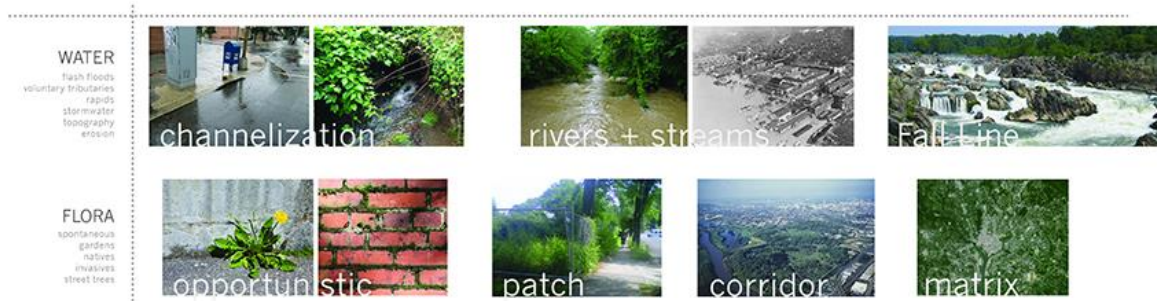 WATER
flash floods
voluntary tributaries
rapids
stormwater
topography
erosion
channelization
rivers + streams
Fall Line
FLORA
spontaneous
gardens
natives
invasives
street trees
opportunistic
patch
corridor
matrix